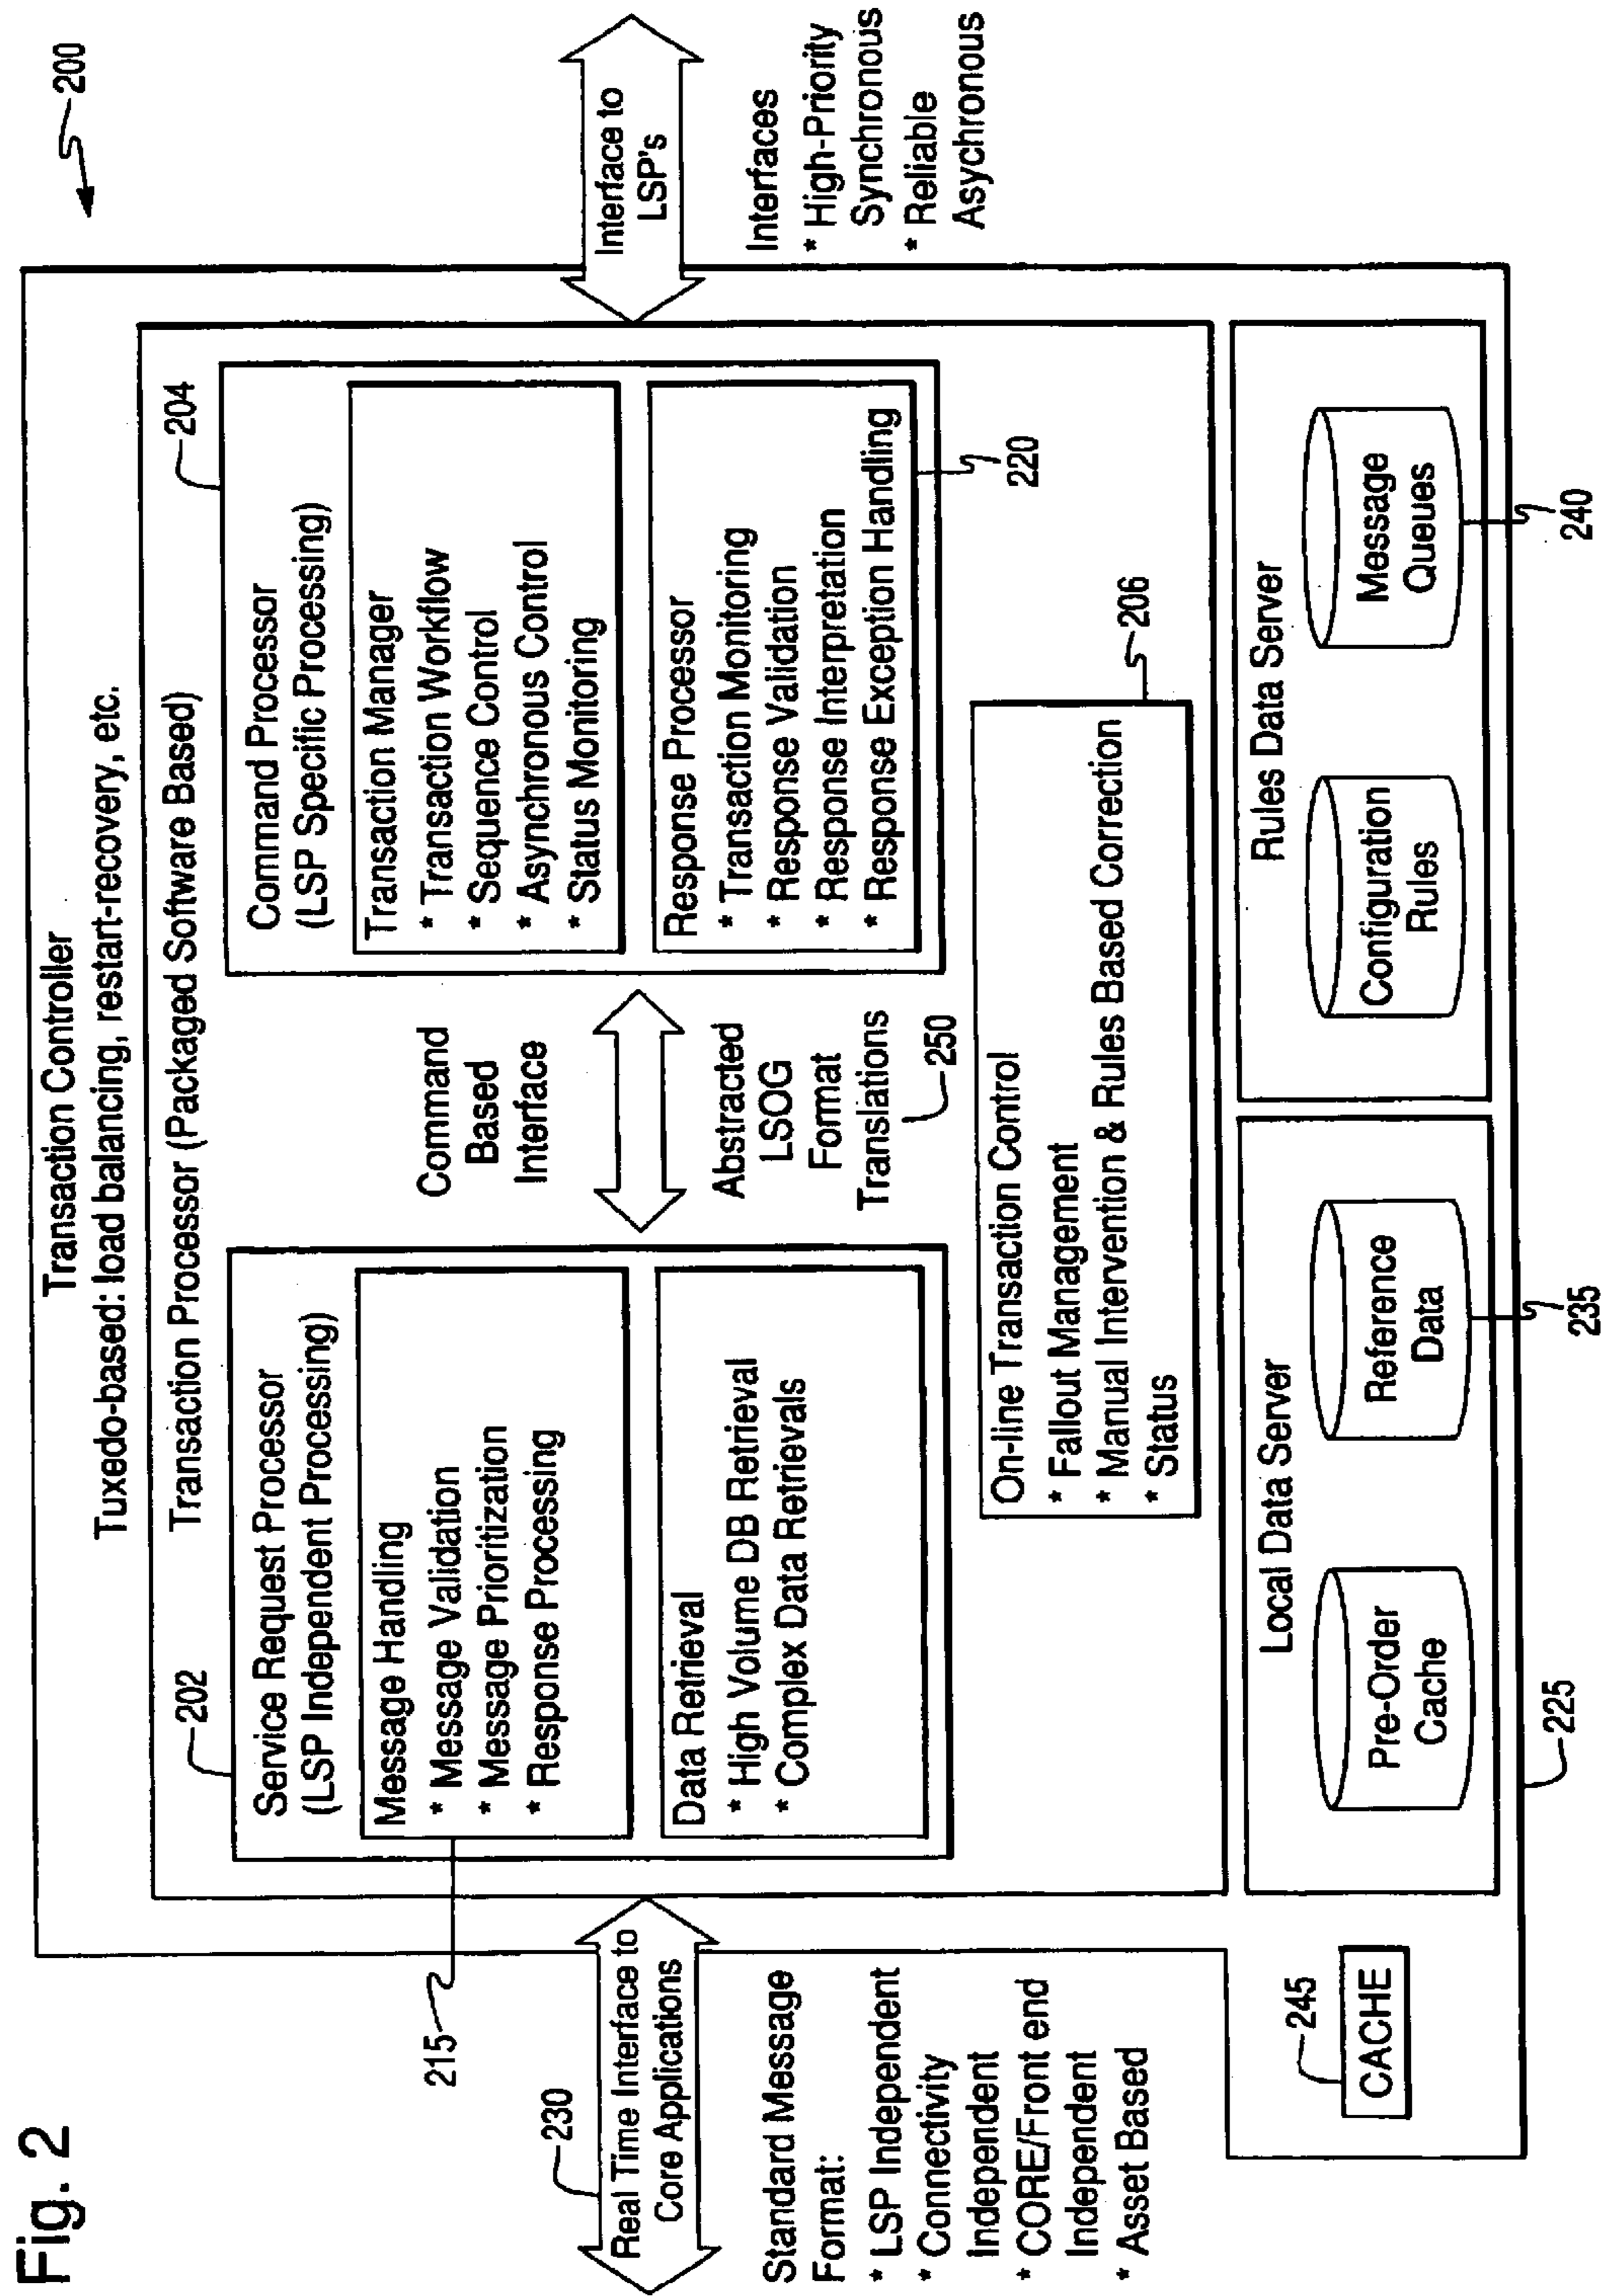 Fig. 2
200
Transaction Controller
Tuxedo-based: load balancing, restart-recovery, etc.
Transaction Processor (Packaged Software Based)
202
Service Request Processor
(LSP Independent Processing)
Message Handling
* Message Validation
* Message Prioritization
* Response Processing
215
Data Retrieval
* High Volume DB Retrieval
* Complex Data Retrievals
Command
Based
Interface
Abstracted
LSOG
Format
Translations
250
204
Command Processor
(LSP Specific Processing)
Transaction Manager
* Transaction Workflow
* Sequence Control
* Asynchronous Control
* Status Monitoring
Response Processor
* Transaction Monitoring
* Response Validation
* Response Interpretation
* Response Exception Handling
220
On-line Transaction Control
* Fallout Management
* Manual Intervention & Rules Based Correction
* Status
206
230
Real Time Interface to
Core Applications
Standard Message
Format:
* LSP Independent
* Connectivity
Independent
* CORE/Front end
Independent
* Asset Based
Interface to
LSP's
Interfaces
* High-Priority
Synchronous
* Reliable
Asychronous
245
CACHE
Local Data Server
Pre-Order
Cache
Reference
Data
225
235
Rules Data Server
Configuration
Rules
Message
Queues
240